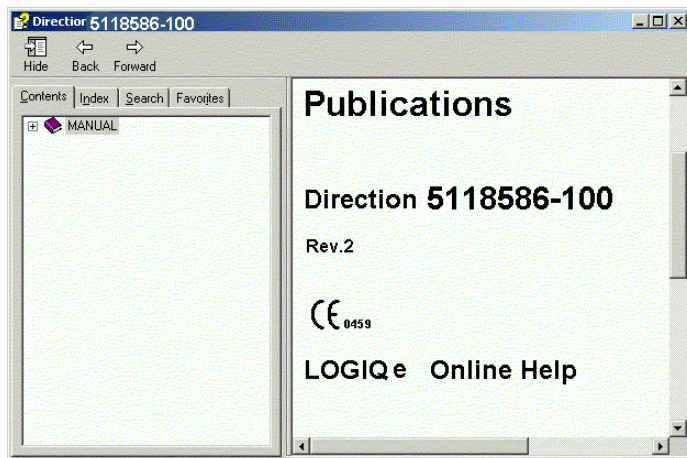 Direction 5118586-100
Hide Back Forward
Contents Index Search Favorites
MANUAL
Publications
Direction 5118586-100
Rev.2
CE 0459
LOGIQ e Online Help